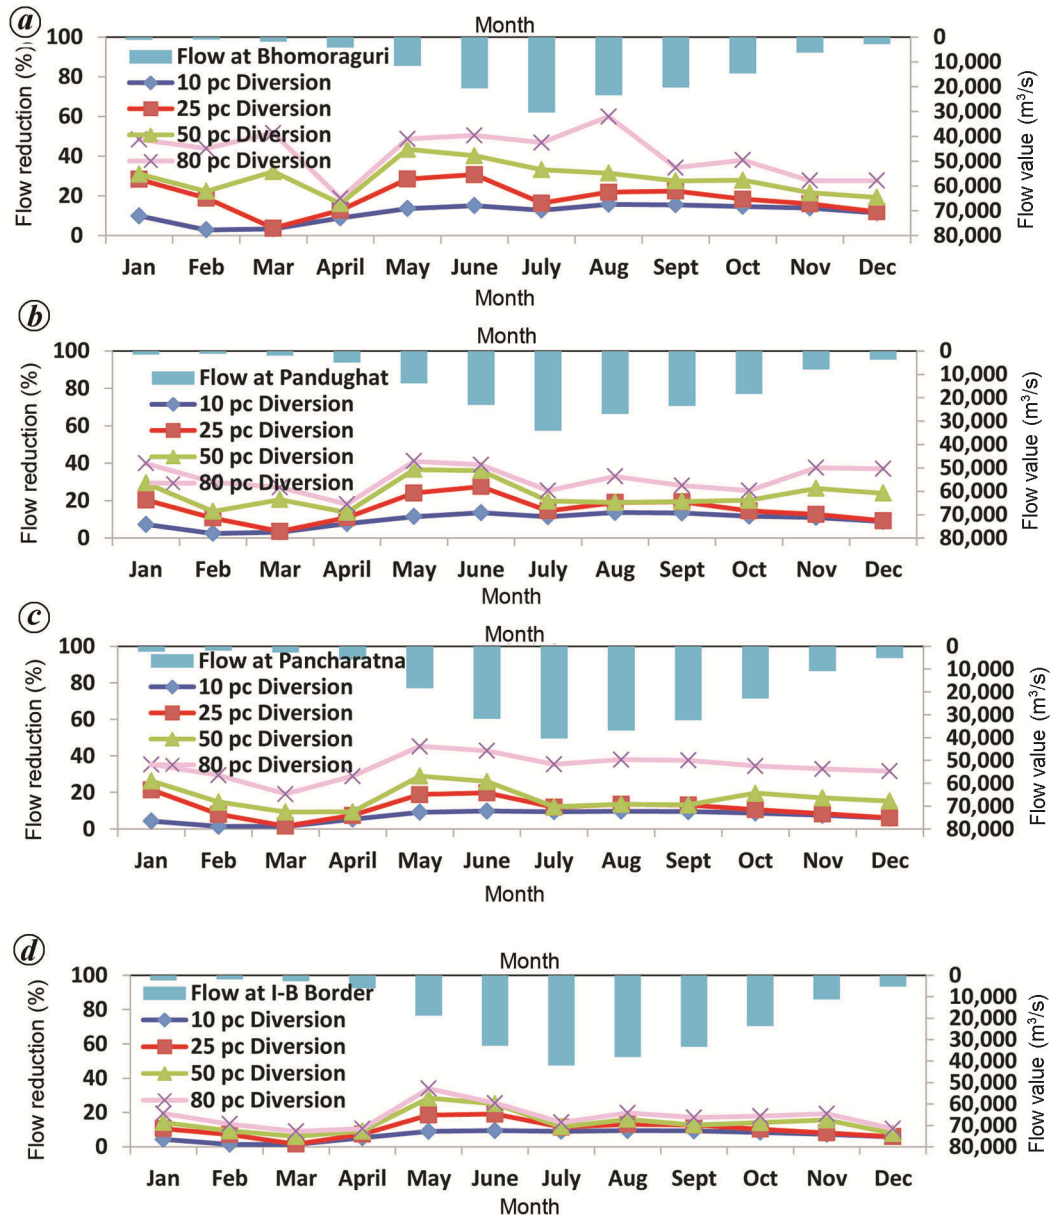 a
Month
Flow reduction (%)
100
80
60
40
20
0
Flow at Bhomoraguri
10 pc Diversion
25 pc Diversion
50 pc Diversion
80 pc Diversion
0
10,000
20,000
30,000
40,000
50,000
60,000
70,000
80,000
Flow value (m³/s)
Jan Feb Mar April May June July Aug Sept Oct Nov Dec
Month
b
Month
Flow reduction (%)
100
80
60
40
20
0
Flow at Pandughat
10 pc Diversion
25 pc Diversion
50 pc Diversion
80 pc Diversion
0
10,000
20,000
30,000
40,000
50,000
60,000
70,000
80,000
Flow value (m³/s)
Jan Feb Mar April May June July Aug Sept Oct Nov Dec
Month
c
Month
Flow reduction (%)
100
80
60
40
20
0
Flow at Pancharatna
10 pc Diversion
25 pc Diversion
50 pc Diversion
80 pc Diversion
0
10,000
20,000
30,000
40,000
50,000
60,000
70,000
80,000
Flow value (m³/s)
Jan Feb Mar April May June July Aug Sept Oct Nov Dec
Month
d
Month
Flow reduction (%)
100
80
60
40
20
0
Flow at I-B Border
10 pc Diversion
25 pc Diversion
50 pc Diversion
80 pc Diversion
0
10,000
20,000
30,000
40,000
50,000
60,000
70,000
80,000
Flow value (m³/s)
Jan Feb Mar April May June July Aug Sept Oct Nov Dec
Month